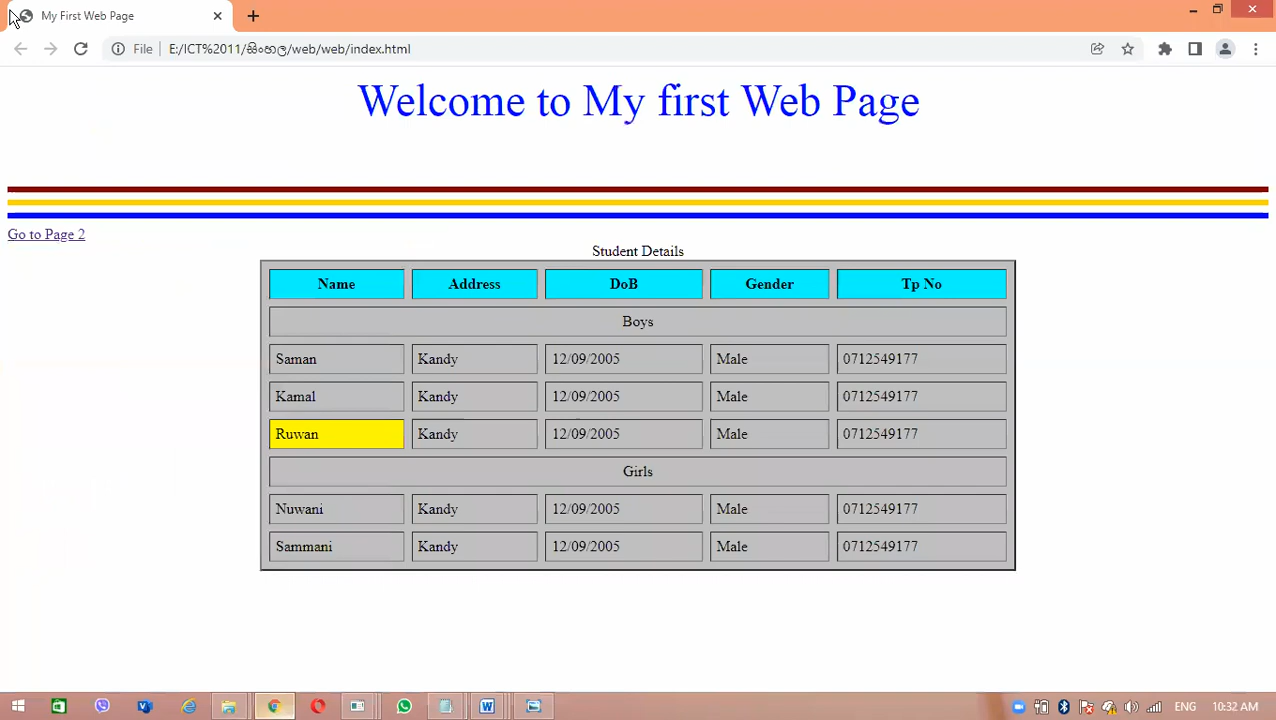 My First Web Page
File E:/ICT%2011/සිංහල/web/web/index.html
Welcome to My first Web Page
Go to Page 2
Student Details
Name Address DoB Gender Tp No
Boys
Saman Kandy 12/09/2005 Male 0712549177
Kamal Kandy 12/09/2005 Male 0712549177
Ruwan Kandy 12/09/2005 Male 0712549177
Girls
Nuwani Kandy 12/09/2005 Male 0712549177
Sammani Kandy 12/09/2005 Male 0712549177
ENG 10:32 AM